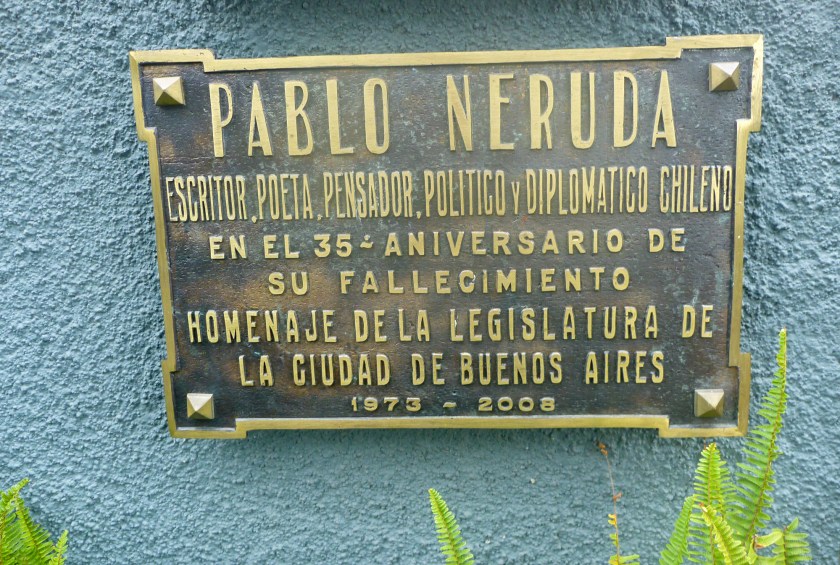 PABLO NERUDA
ESCRITOR, POETA, PENSADOR, POLITICO Y DIPLOMATICO CHILENO
EN EL 35~ ANIVERSARIO DE
SU FALLECIMIENTO
HOMENAJE DE LA LEGISLATURA DE
LA CIUDAD DE BUENOS AIRES
1973 - 2008